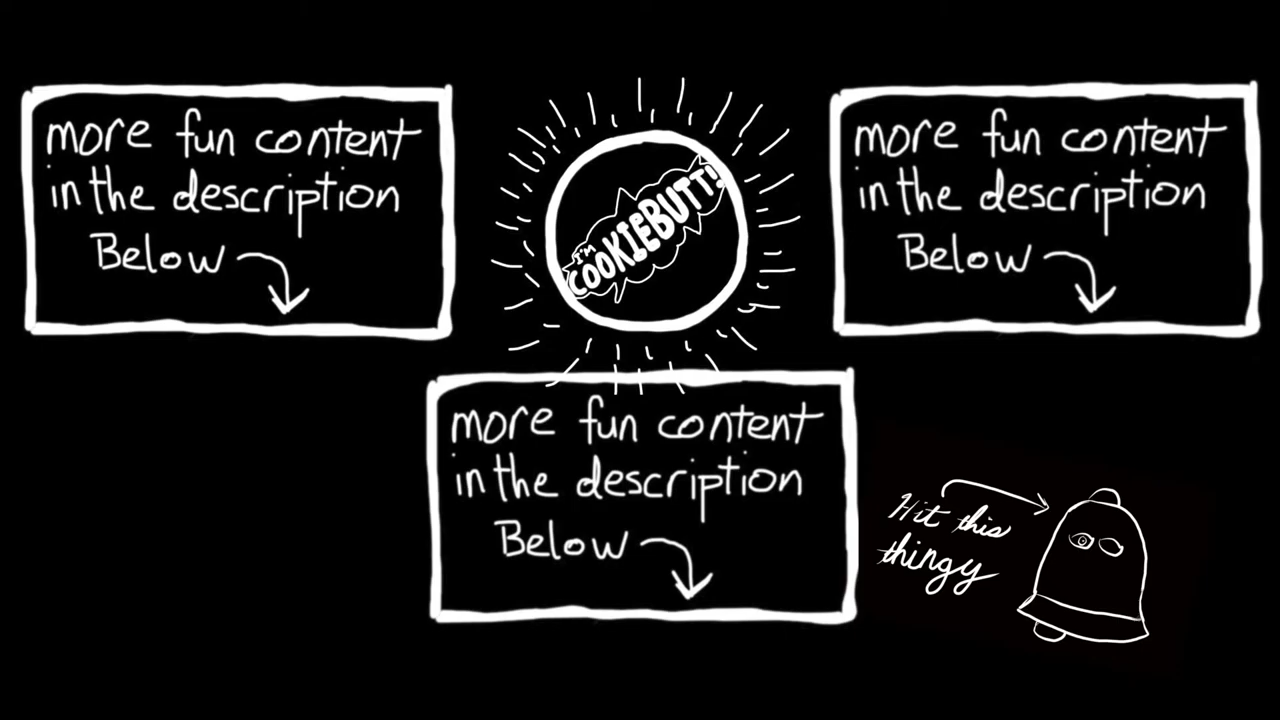 more fun content
in the description
Below
I'M
COOKIEBUTT!
more fun content
in the description
Below
more fun content
in the description
Below
Hit this
thingy